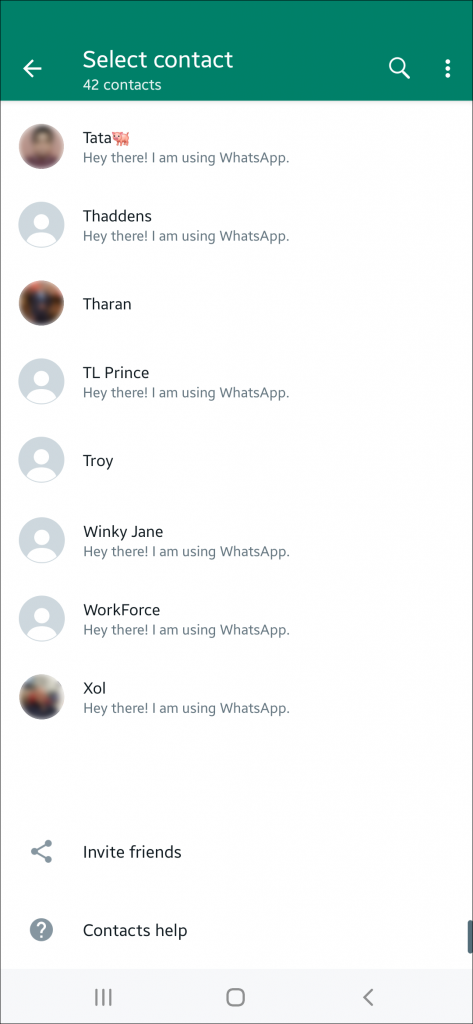 Select contact
42 contacts
Tata🐖
Hey there! I am using WhatsApp.
Thaddens
Hey there! I am using WhatsApp.
Tharan
TL Prince
Hey there! I am using WhatsApp.
Troy
Winky Jane
Hey there! I am using WhatsApp.
WorkForce
Hey there! I am using WhatsApp.
Xol
Hey there! I am using WhatsApp.
Invite friends
Contacts help